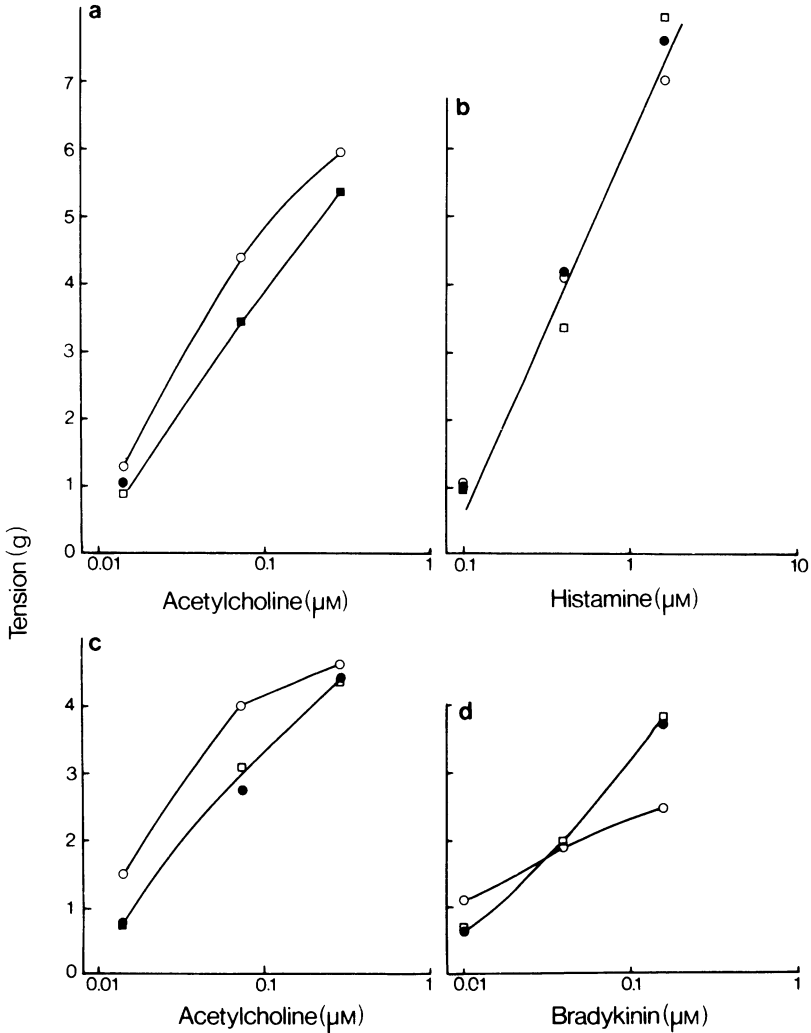 a
7
6
5
4
3
2
1
0
0.01 0.1 1
Acetylcholine (μM)
b
0.1 1 10
Histamine (μM)
Tension (g)
c
4
3
2
1
0
0.01 0.1 1
Acetylcholine (μM)
d
0.01 0.1 1
Bradykinin (μM)